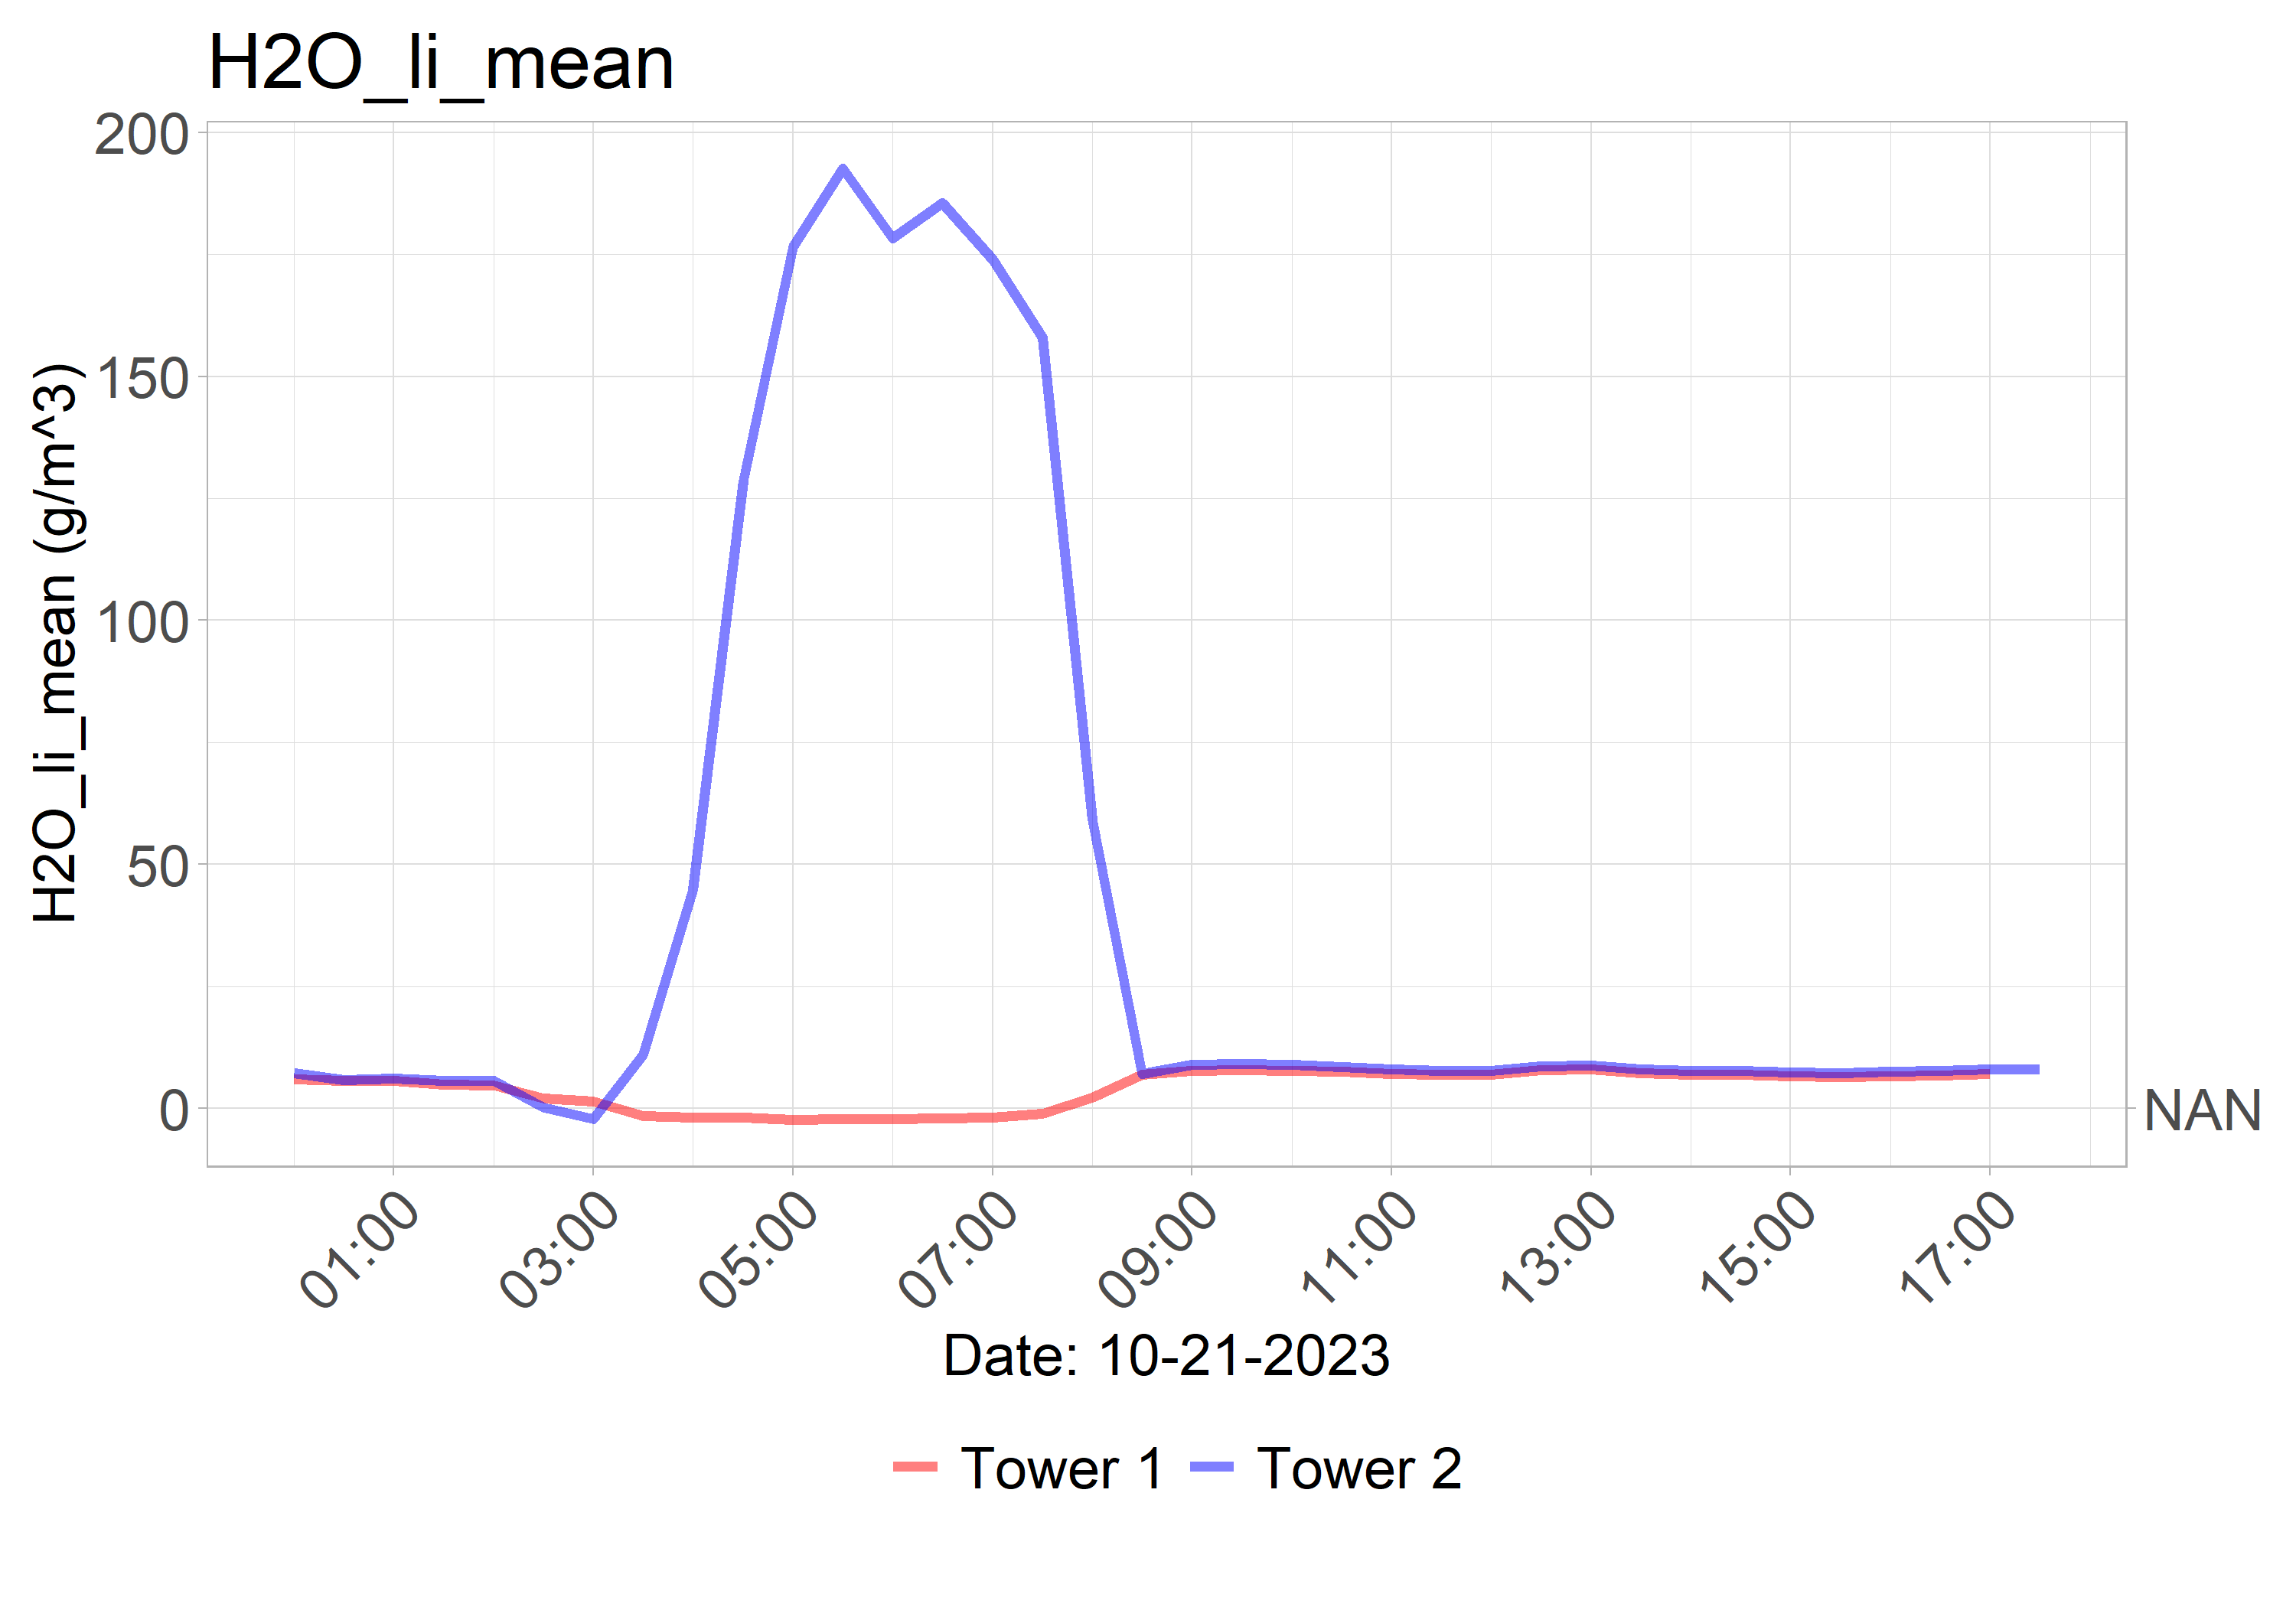 H2O_li_mean
H2O_li_mean (g/m^3)
200
150
100
50
0
NAN
01:00 03:00 05:00 07:00 09:00 11:00 13:00 15:00 17:00
Date: 10-21-2023
Tower 1 Tower 2